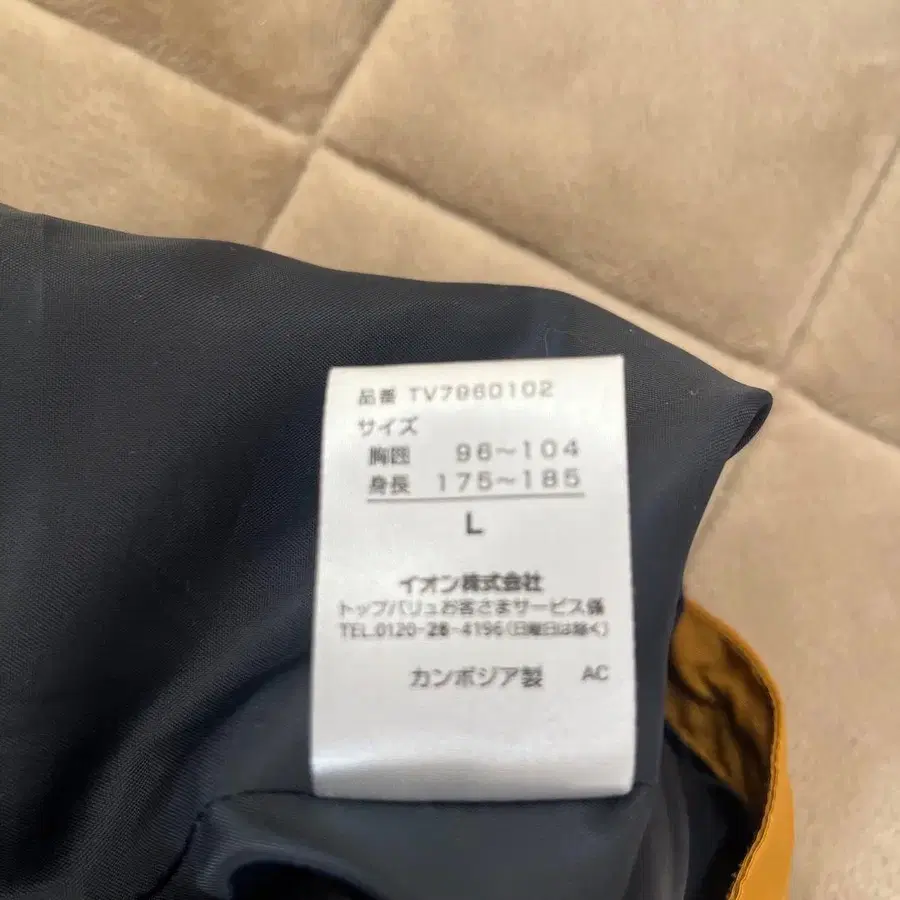 品番 TV7960102
サイズ
胸囲 96～104
身長 175～185
L
イオン株式会社
トップバリュお客さまサービス係
TEL.0120-28-4196(日曜日は除く)
カンボジア製 AC